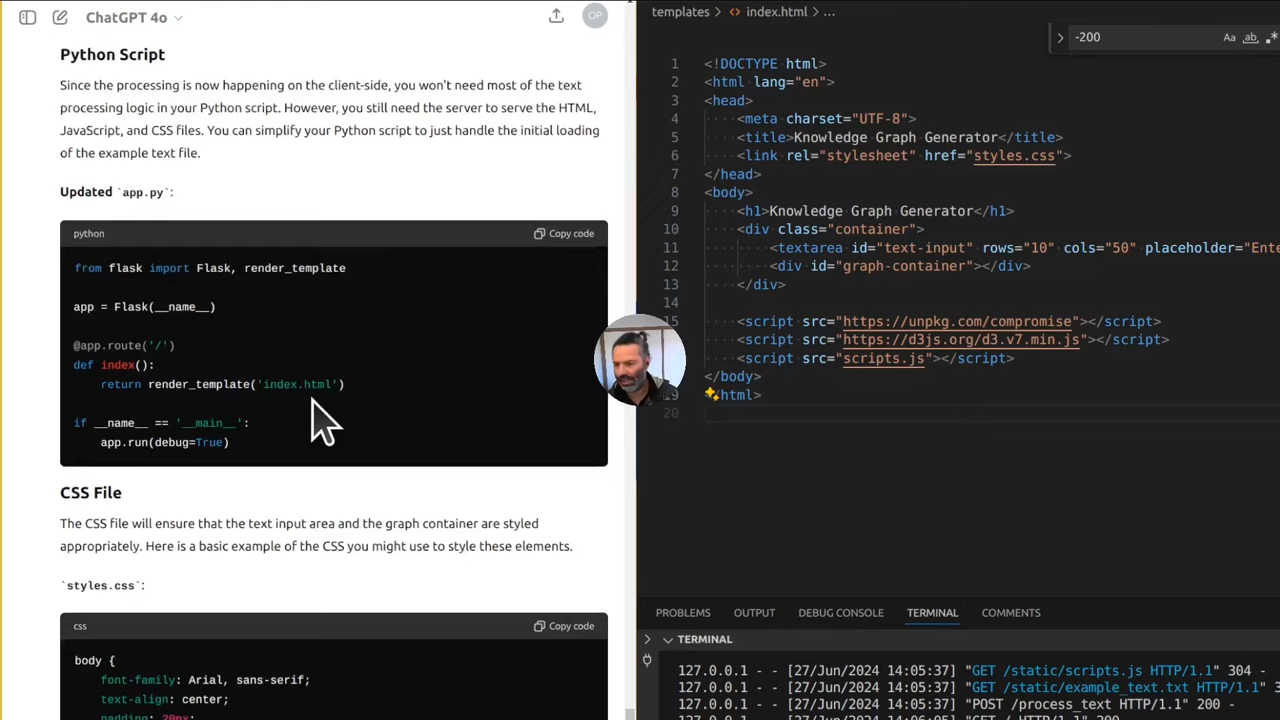 ChatGPT 4o
OP
Python Script
Since the processing is now happening on the client-side, you won't need most of the text
processing logic in your Python script. However, you still need the server to serve the HTML,
JavaScript, and CSS files. You can simplify your Python script to just handle the initial loading
of the example text file.
Updated `app.py`:
python
Copy code
from flask import Flask, render_template
app = Flask(__name__)
@app.route('/')
def index():
return render_template('index.html')
if __name__ == '__main__':
app.run(debug=True)
CSS File
The CSS file will ensure that the text input area and the graph container are styled
appropriately. Here is a basic example of the CSS you might use to style these elements.
`styles.css`:
css
Copy code
body {
font-family: Arial, sans-serif;
text-align: center;
padding: 20px;
templates > <> index.html > ...
> -200 Aa ab .*
1 <!DOCTYPE html>
2 <html lang="en">
3 <head>
4 <meta charset="UTF-8">
5 <title>Knowledge Graph Generator</title>
6 <link rel="stylesheet" href="styles.css">
7 </head>
8 <body>
9 <h1>Knowledge Graph Generator</h1>
10 <div class="container">
11 <textarea id="text-input" rows="10" cols="50" placeholder="Ente
12 <div id="graph-container"></div>
13 </div>
14
15 <script src="https://unpkg.com/compromise"></script>
<script src="https://d3js.org/d3.v7.min.js"></script>
<script src="scripts.js"></script>
</body>
19 </html>
20
PROBLEMS OUTPUT DEBUG CONSOLE TERMINAL COMMENTS
TERMINAL
127.0.0.1 - - [27/Jun/2024 14:05:37] "GET /static/scripts.js HTTP/1.1" 304 -
127.0.0.1 - - [27/Jun/2024 14:05:37] "GET /static/example_text.txt HTTP/1.1" 3
127.0.0.1 - - [27/Jun/2024 14:05:37] "POST /process_text HTTP/1.1" 200 -